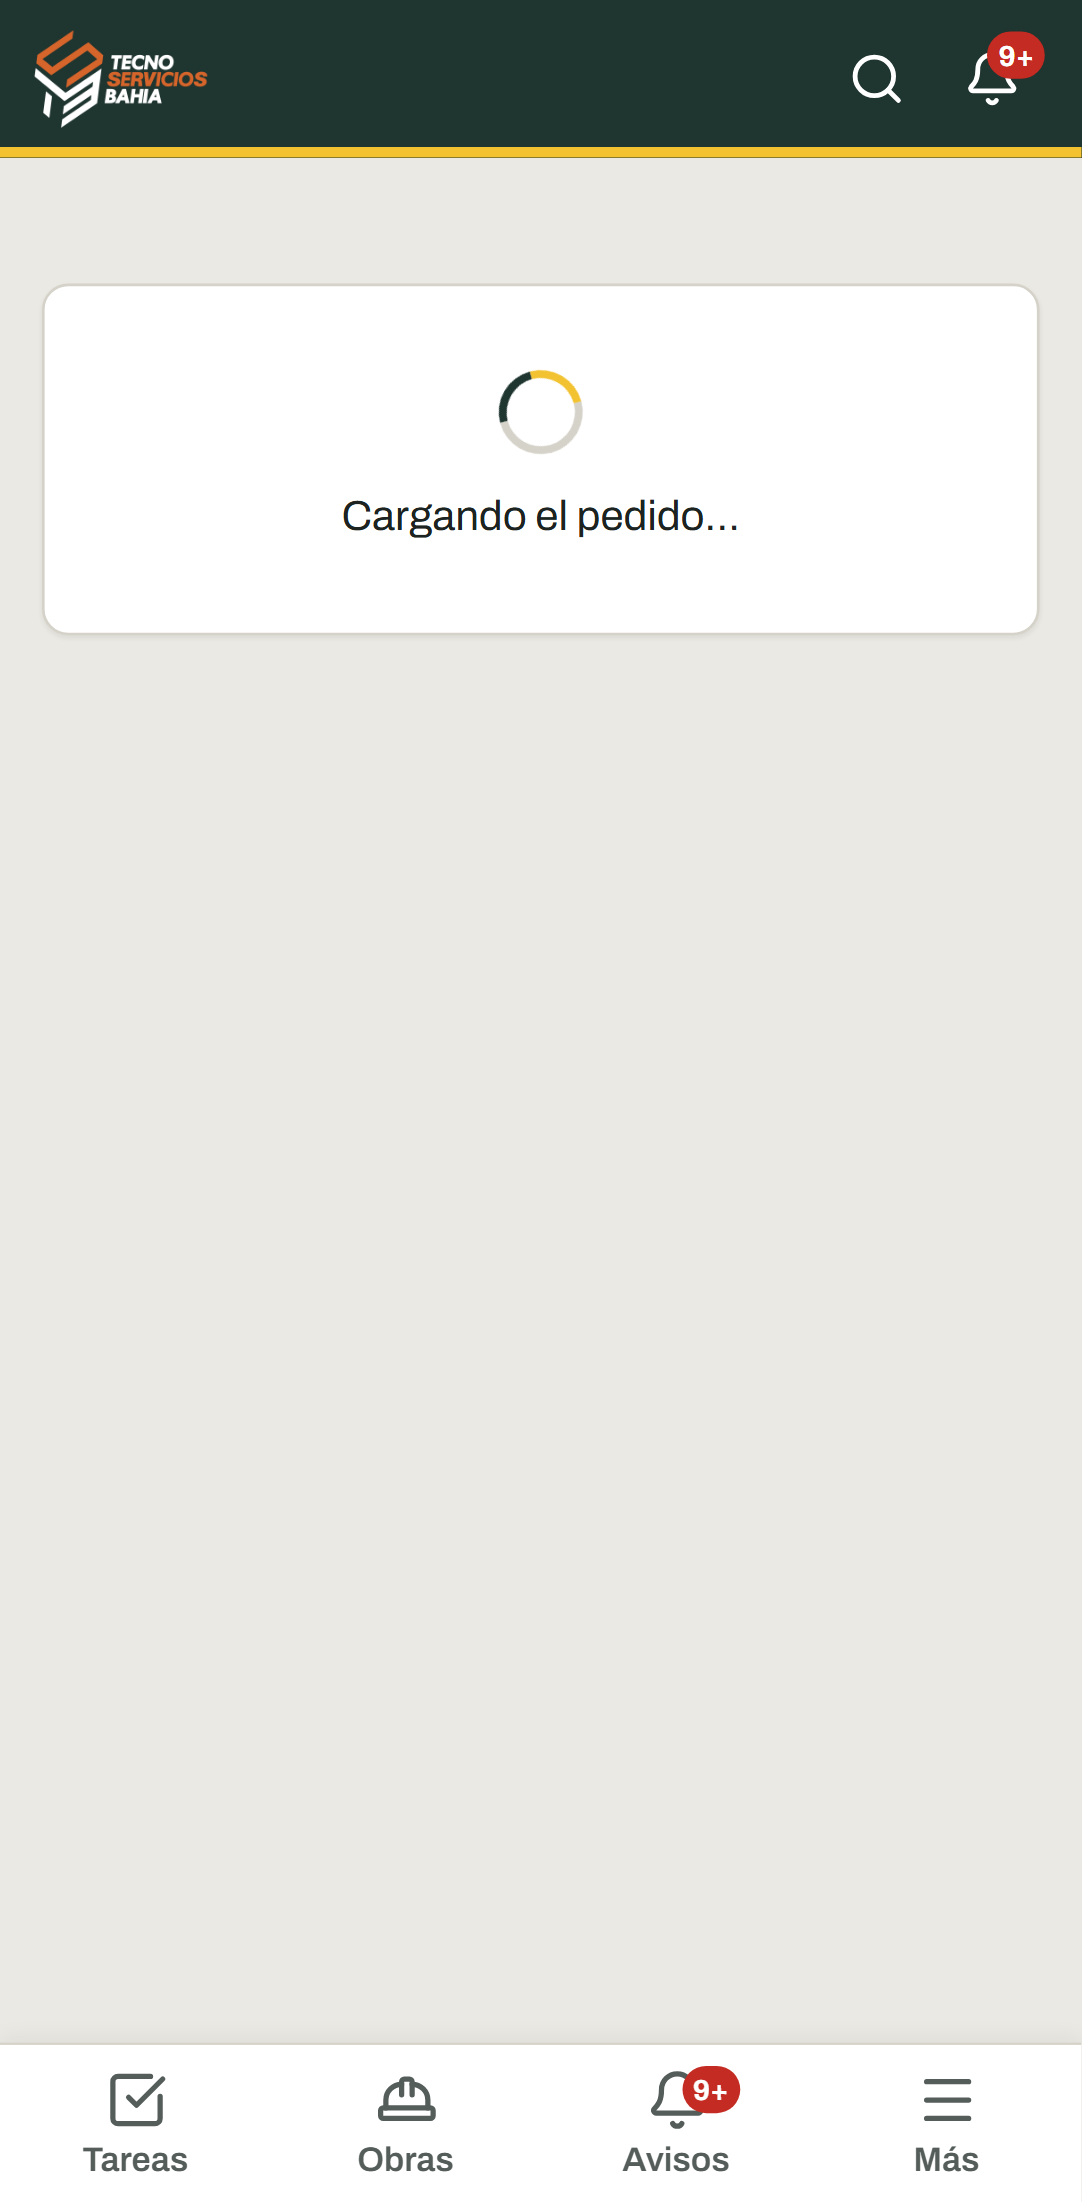 TECNO
SERVICIOS
BAHIA
9+
Cargando el pedido...
9+
Tareas
Obras
Avisos
Más